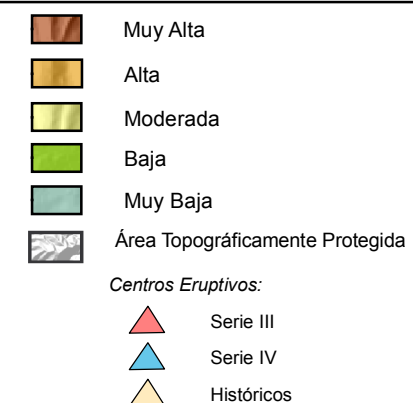 Muy Alta
Alta
Moderada
Baja
Muy Baja
Área Topográficamente Protegida
Centros Eruptivos:
Serie III
Serie IV
Históricos